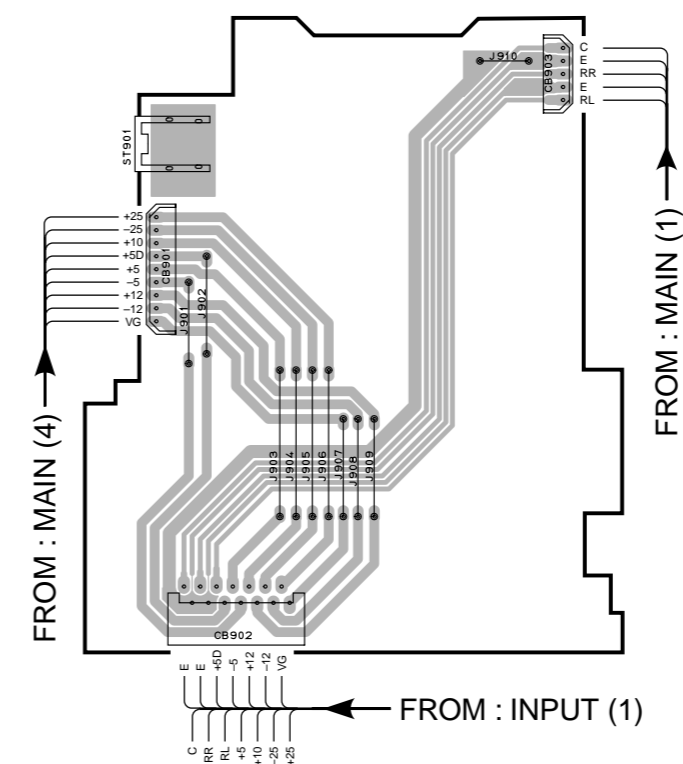 C
E
RR
E
RL
J910
CB903
ST901
+25
−25
+10
+5D
+5
−5
+12
−12
VG
CB901
J901
J902
FROM : MAIN (1)
FROM : MAIN (4)
J903
J904
J905
J906
J907
J908
J909
CB902
E
E
+5D
−5
+12
−12
VG
FROM : INPUT (1)
C
RR
RL
+5
+10
−25
+25